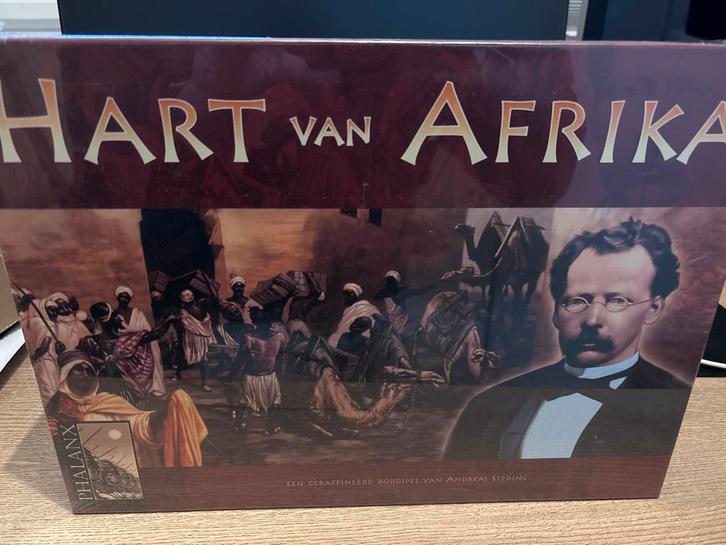 HART VAN AFRIKA
PHALANX
EEN GERAFFINEERD BORDSPEL VAN ANDREAS STEDING